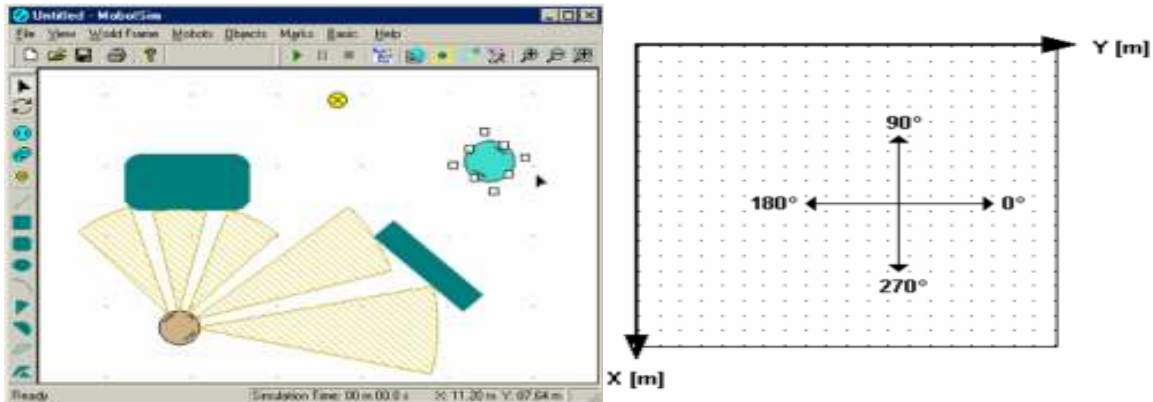 Untitled - MobotSim
File View World Frame Mobots Objects Marks Basic Help
Ready Simulation Time: 00 m 00.0 s X: 11.20 m Y: 07.64 m
Y [m]
90°
180° 0°
270°
X [m]